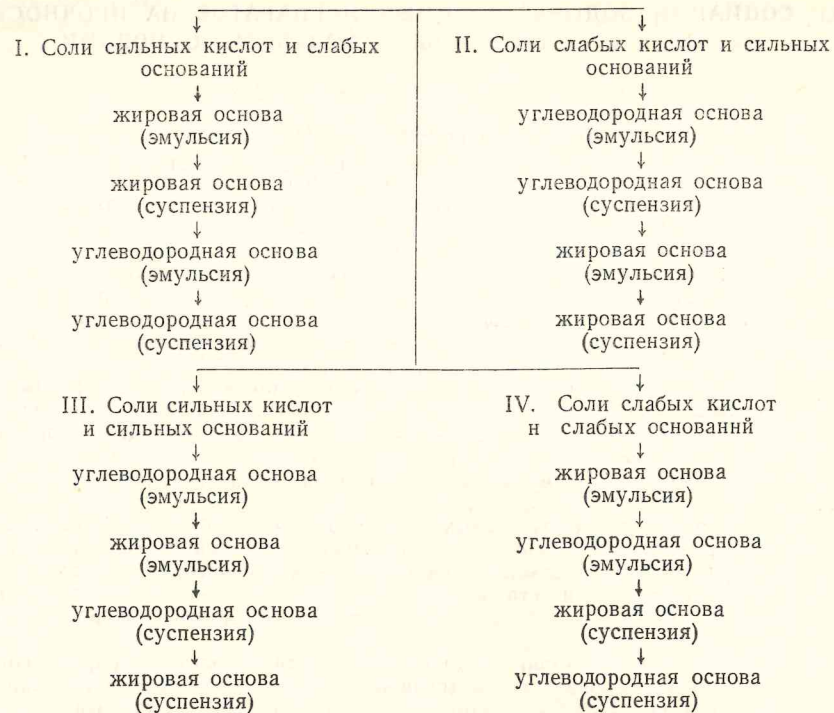 I. Соли сильных кислот и слабых
оснований
жировая основа
(эмульсия)
жировая основа
(суспензия)
углеводородная основа
(эмульсия)
углеводородная основа
(суспензия)
II. Соли слабых кислот и сильных
оснований
углеводородная основа
(эмульсия)
углеводородная основа
(суспензия)
жировая основа
(эмульсия)
жировая основа
(суспензия)
III. Соли сильных кислот
и сильных оснований
углеводородная основа
(эмульсия)
жировая основа
(эмульсия)
углеводородная основа
(суспензия)
жировая основа
(суспензия)
IV. Соли слабых кислот
н слабых основаннй
жировая основа
(эмульсия)
углеводородная основа
(эмульсия)
жировая основа
(суспензия)
углеводородная основа
(суспензия)